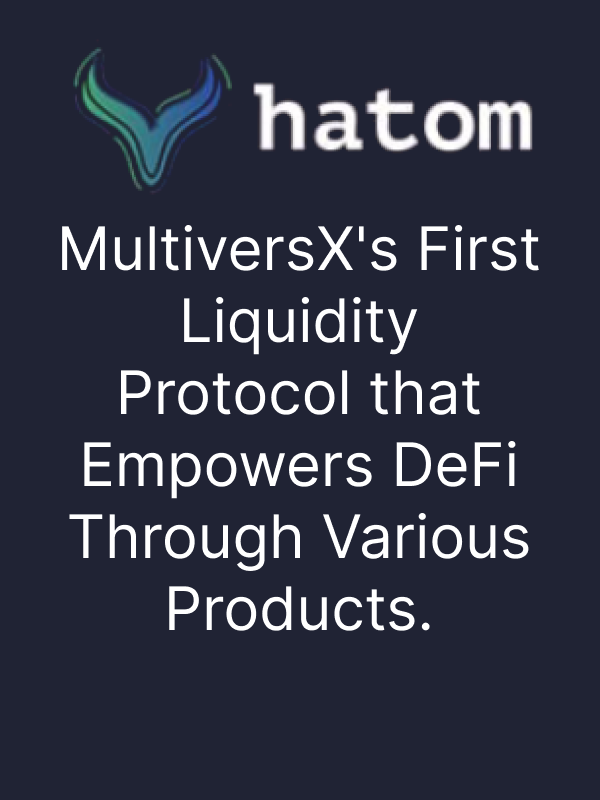 hatom
MultiversX's First
Liquidity
Protocol that
Empowers DeFi
Through Various
Products.